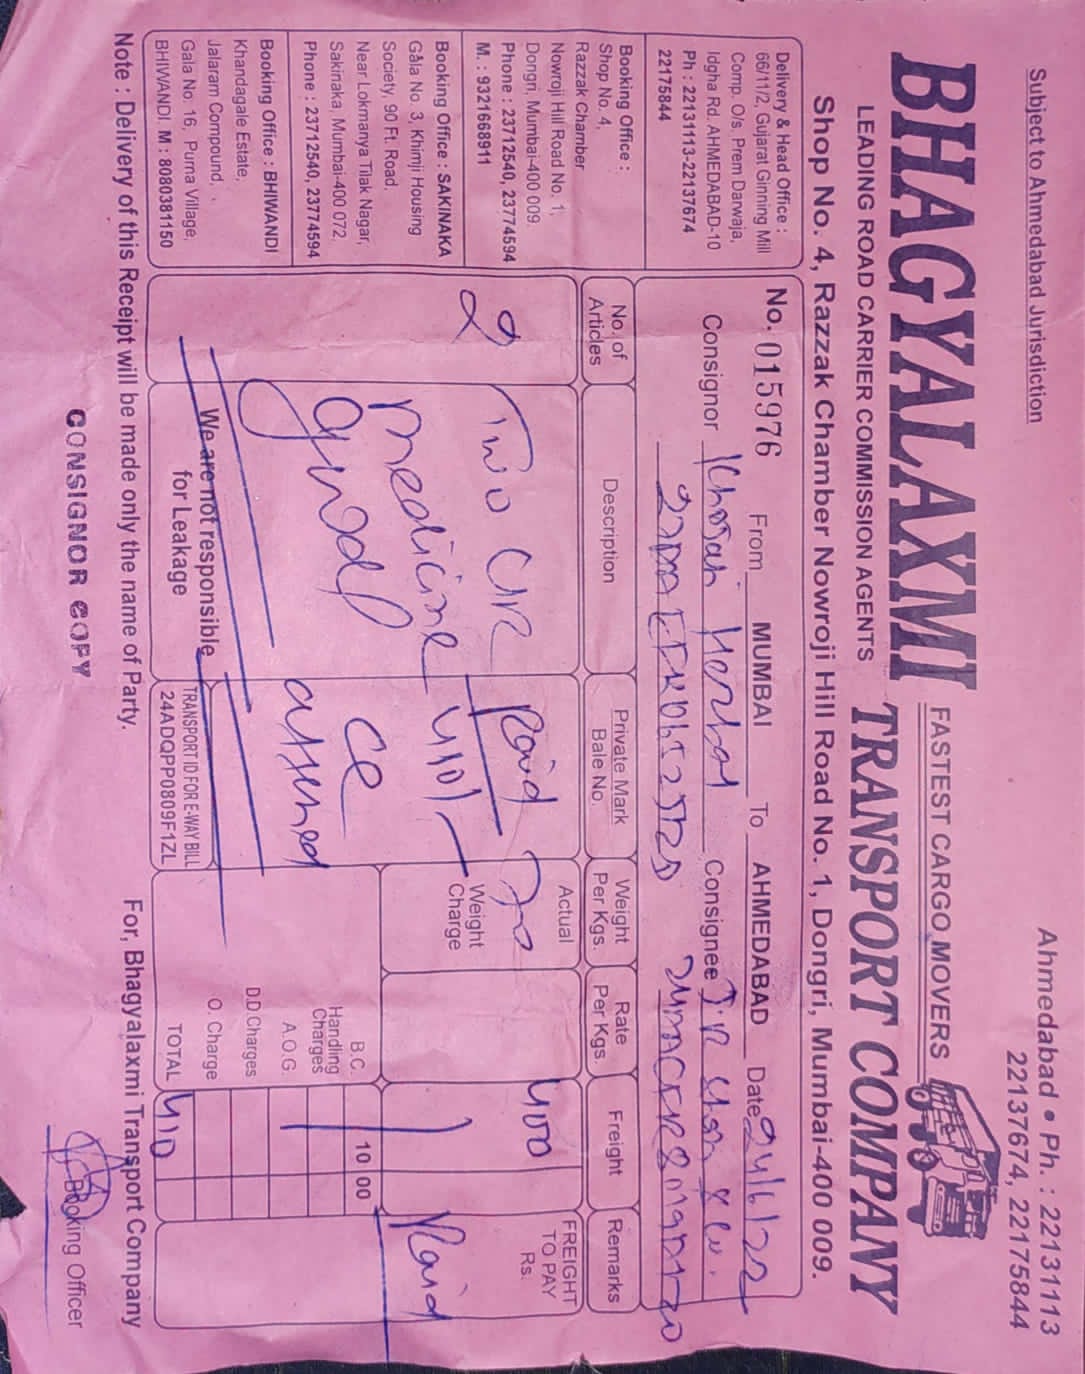 Subject to Ahmedabad Jurisdiction
Ahmedabad • Ph. : 22131113
22137674, 22175844
BHAGYALAXMI
FASTEST CARGO MOVERS
TRANSPORT COMPANY
LEADING ROAD CARRIER COMMISSION AGENTS
Shop No. 4, Razzak Chamber Nowroji Hill Road No. 1, Dongri, Mumbai-400 009.
Delivery & Head Office :
66/11/2, Gujarat Ginning Mill
Comp. O/s. Prem Darwaja,
Idgha Rd. AHMEDABAD-10
Ph : 22131113-22137674
22175844
Booking Office :
Shop No. 4,
Razzak Chamber
Nowroji Hill Road No. 1,
Dongri, Mumbai-400 009.
Phone : 23712540, 23774594
M. : 9321668911
Booking Office : SAKINAKA
Gala No. 3, Khimji Housing
Society, 90 Ft. Road,
Near Lokmanya Tilak Nagar,
Sakinaka, Mumbai-400 072.
Phone : 23712540, 23774594
Booking Office : BHIWANDI
Khandagale Estate,
Jalaram Compound,
Gala No. 16, Purna Village,
BHIWANDI. M : 8080381150
No. 015976 From MUMBAI To AHMEDABAD Date 24/6/22
Consignor Consignee
No. of Articles
Description
Private Mark Bale No.
Weight Per Kgs.
Rate Per Kgs.
Freight
Remarks
2
Two
medicine
Paid
410/-
Actual
Weight Charge
400
FREIGHT TO PAY Rs.
Paid
B.C. 10 00
Handling Charges
A.O.G.
D.D.Charges
O. Charge
TOTAL 410
We are not responsible
for Leakage
TRANSPORT ID FOR E-WAY BILL
24ADQPP0809F1ZL
Note : Delivery of this Receipt will be made only the name of Party.
For, Bhagyalaxmi Transport Company
CONSIGNOR COPY
Booking Officer